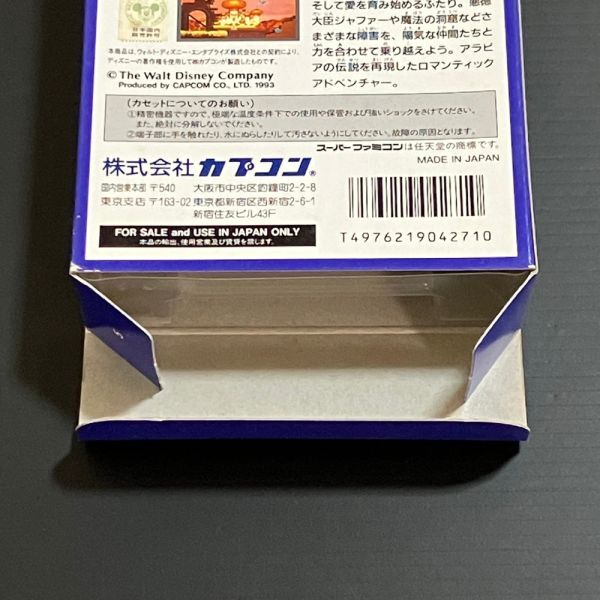 そして愛を育み始めるふたり。悪徳
大臣ジャファーや魔法の洞窟などさ
まざまな障害を、陽気な仲間たちと
力を合わせて乗り越えよう。アラビ
アの伝説を再現したロマンティック
アドベンチャー。
日本国内
販売許可
本商品は、ウォルト・ディズニー・エンタプライズ株式会社との契約により、
ディズニーの著作権を使用して㈱カプコンが製造したものです。
©The Walt Disney Company
Produced by CAPCOM CO., LTD. 1993
〈カセットについてのお願い〉
①精密機器ですので、極端な温度条件下での使用や保管および強いショックをさけてください。
また、絶対に分解しないでください。
②端子部に手を触れたり、水にぬらしたりして汚さないようにしてください。故障の原因となります。
スーパーファミコンは任天堂の商標です。
MADE IN JAPAN
株式会社 カプコン®
国内営業本部 〒540 大阪市中央区釣鐘町2-2-8
東京支店 〒163-02 東京都新宿区西新宿2-6-1
新宿住友ビル43F
FOR SALE and USE IN JAPAN ONLY
本品の輸出、使用営業及び賃貸を禁じます。
T4976219042710